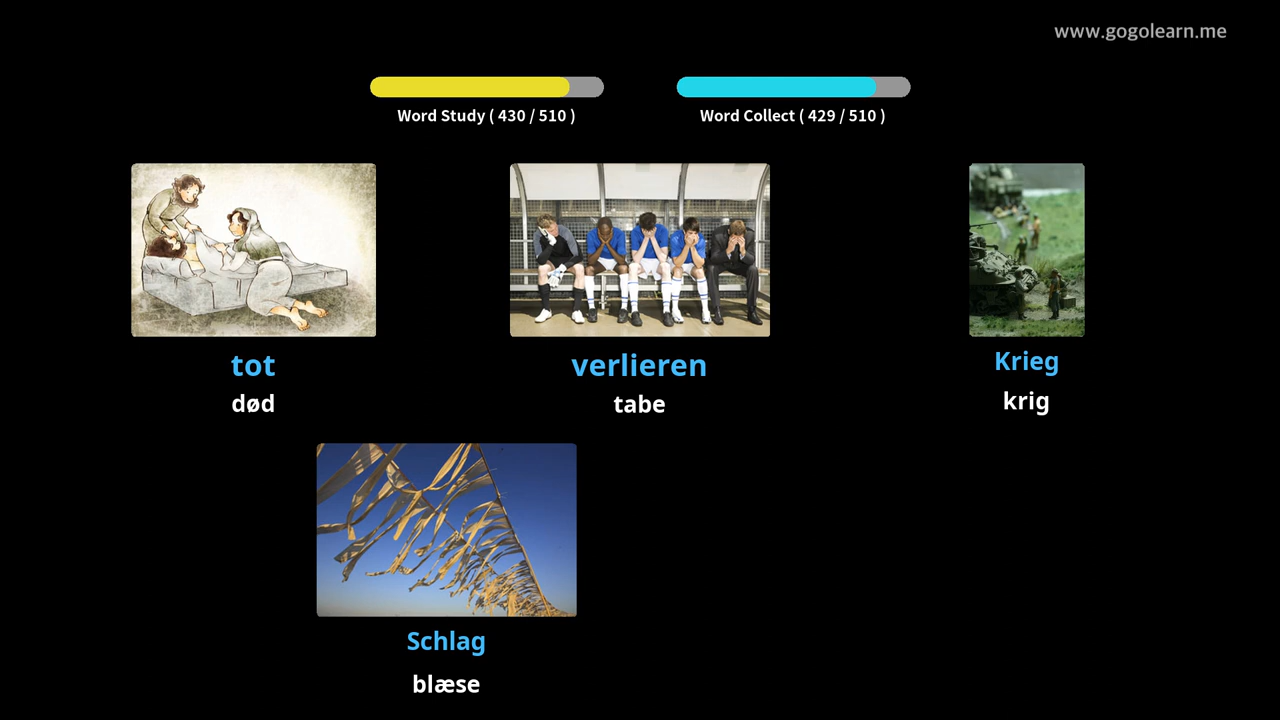 www.gogolearn.me
Word Study ( 430 / 510 )
Word Collect ( 429 / 510 )
tot
død
verlieren
tabe
Krieg
krig
Schlag
blæse